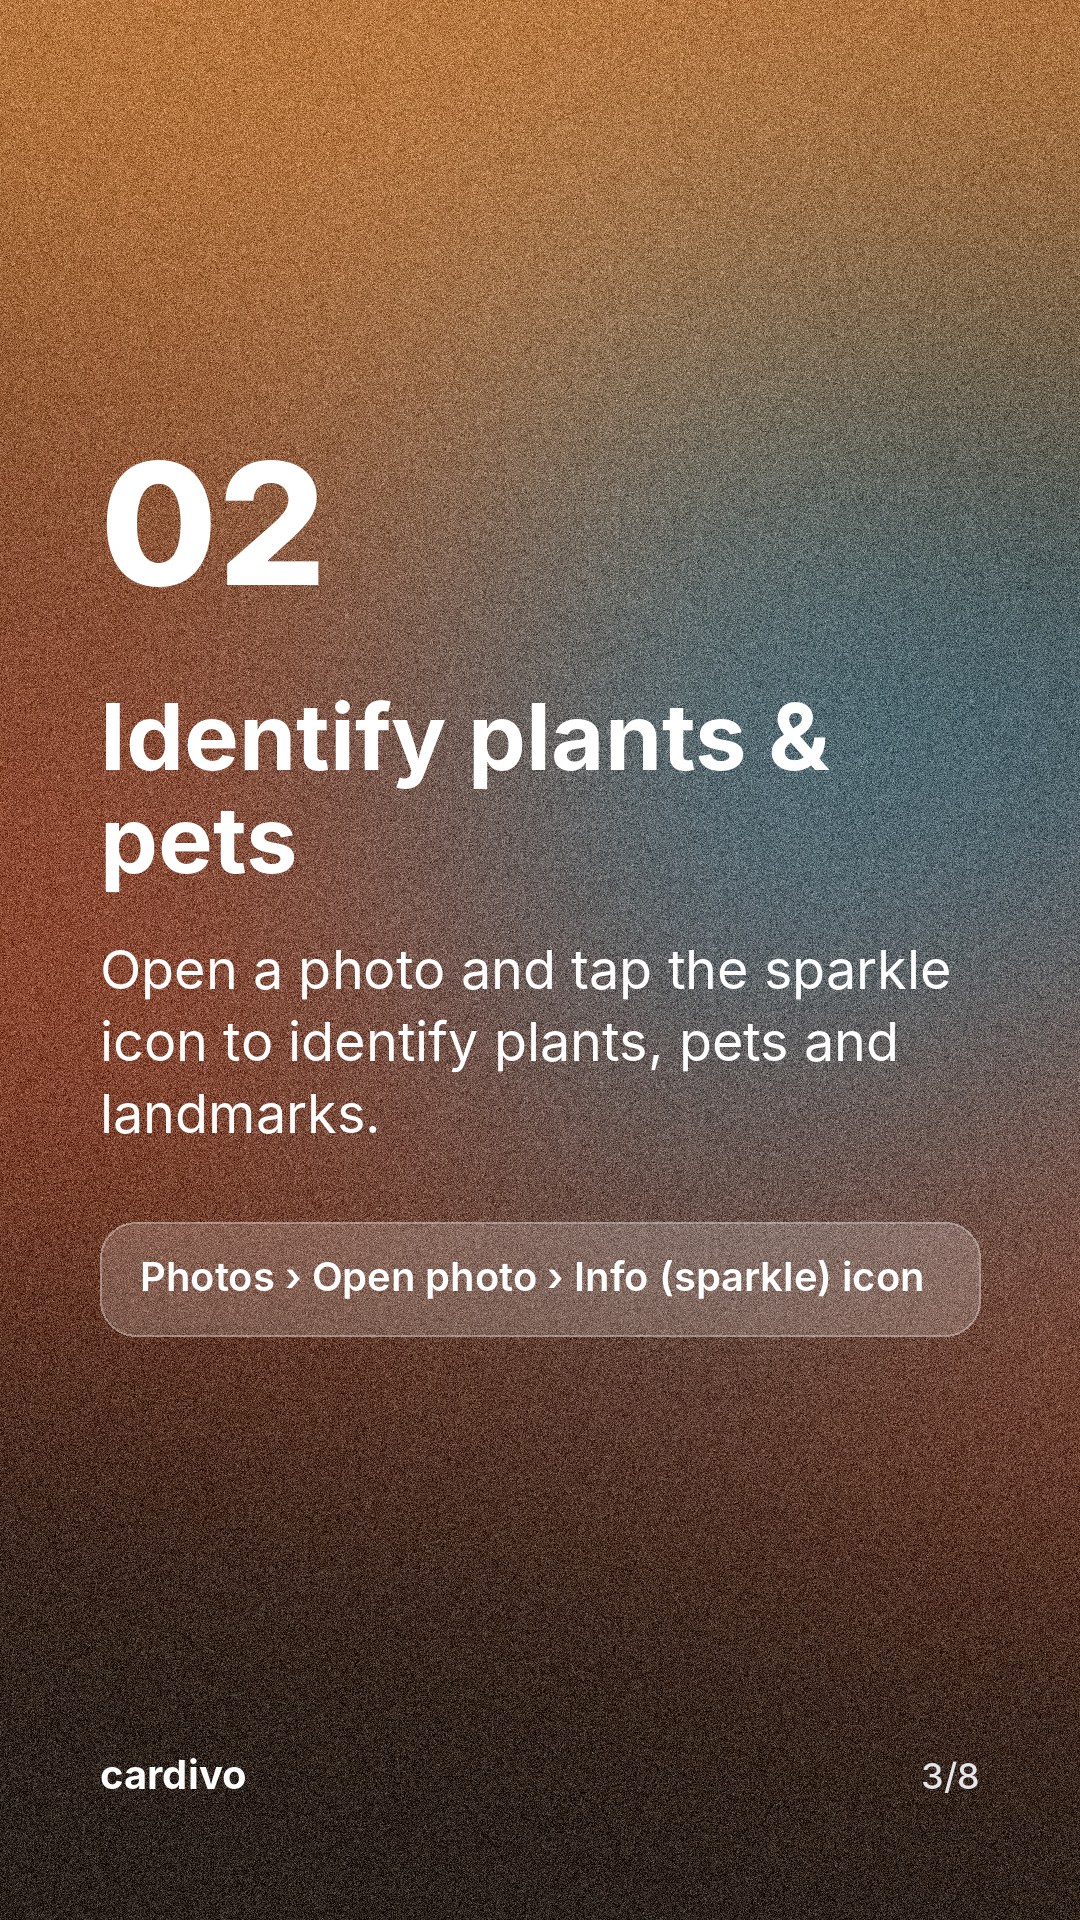 02
Identify plants &
pets
Open a photo and tap the sparkle
icon to identify plants, pets and
landmarks.
Photos › Open photo › Info (sparkle) icon
cardivo
3/8